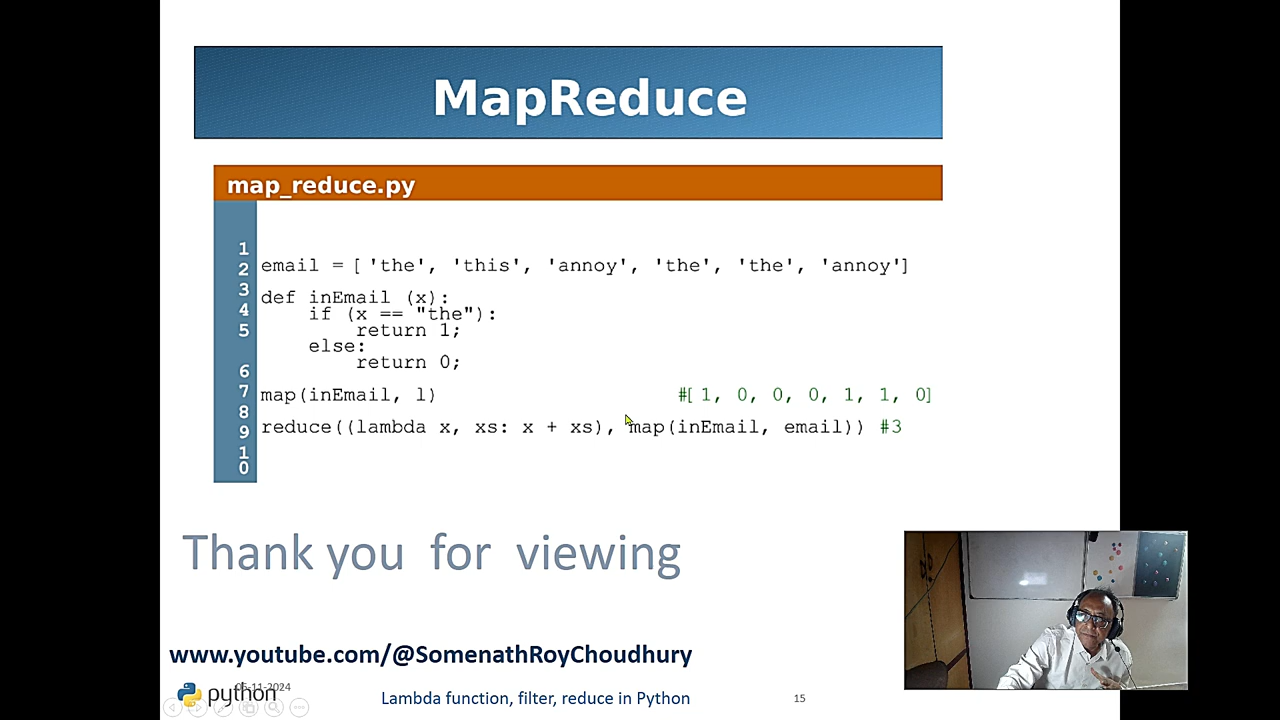 MapReduce
map_reduce.py
1
2
3
4
5
6
7
8
9
1
0
email = [ 'the', 'this', 'annoy', 'the', 'the', 'annoy']
def inEmail (x):
    if (x == "the"):
        return 1;
    else:
        return 0;
map(inEmail, l)                    #[ 1, 0, 0, 0, 1, 1, 0]
reduce((lambda x, xs: x + xs), map(inEmail, email)) #3
Thank you for viewing
www.youtube.com/@SomenathRoyChoudhury
python
06-11-2024
Lambda function, filter, reduce in Python
15